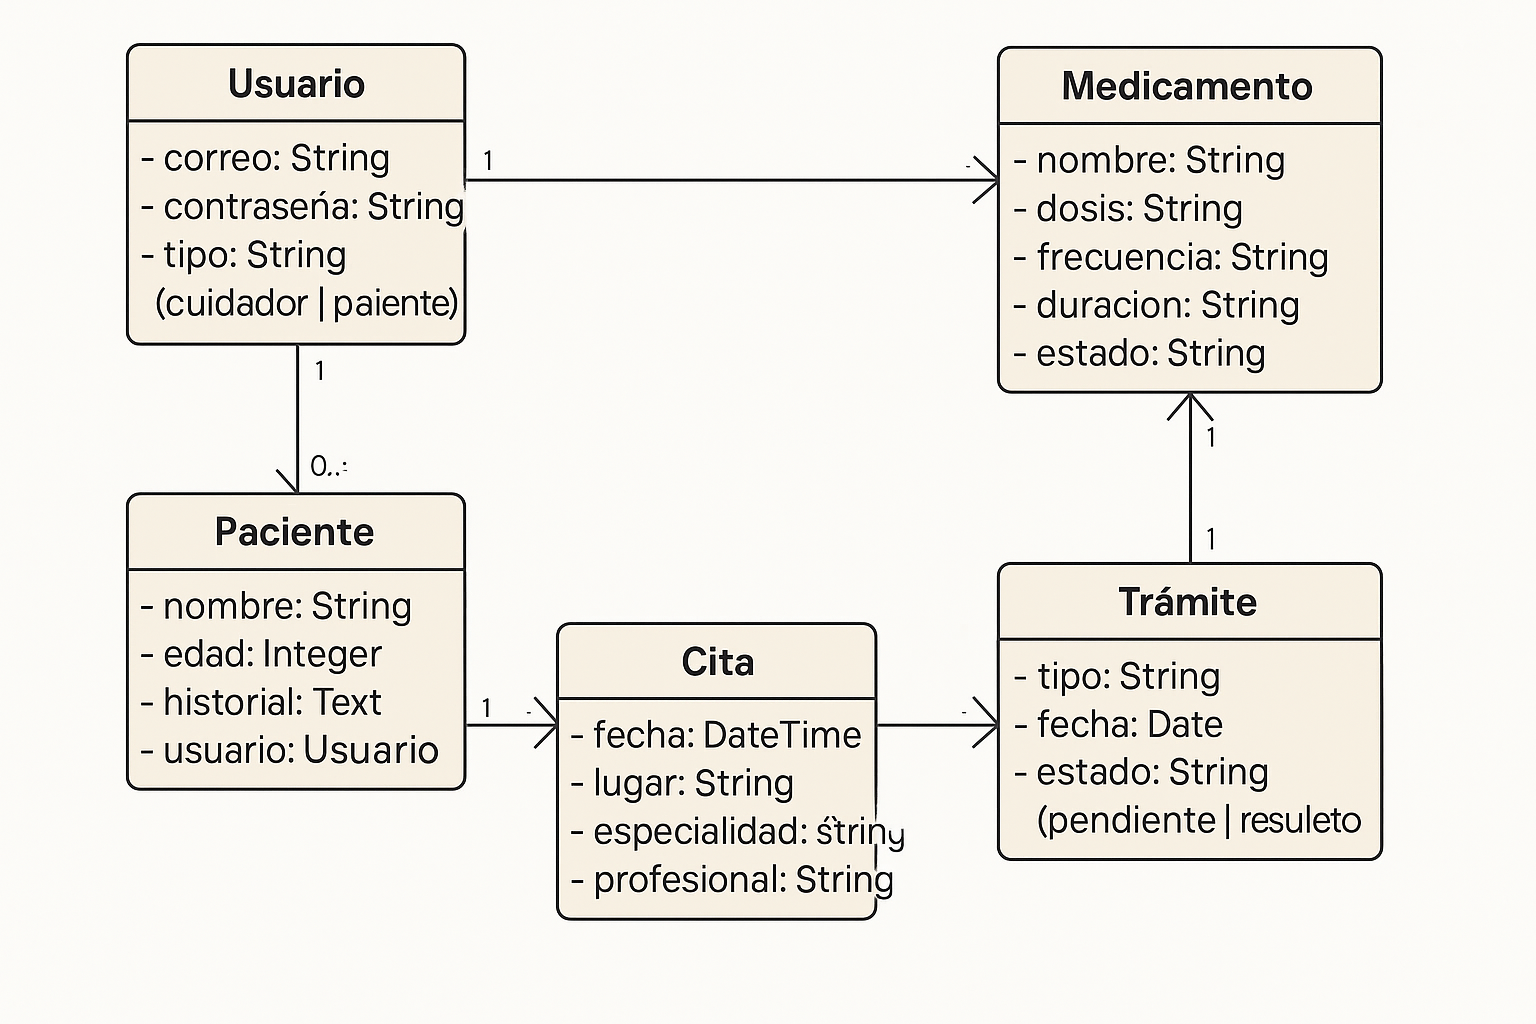 Usuario
- correo: String
- contraseńa: String
- tipo: String
(cuidador | paiente)
1
1
0..:
Medicamento
- nombre: String
- dosis: String
- frecuencia: String
- duracion: String
- estado: String
-
1
1
Paciente
- nombre: String
- edad: Integer
- historial: Text
- usuario: Usuario
1
-
Cita
- fecha: DateTime
- lugar: String
- especialidad:
- profesional: String
-
Trámite
- tipo: String
- fecha: Date
- estado: String
(pendiente | resuleto